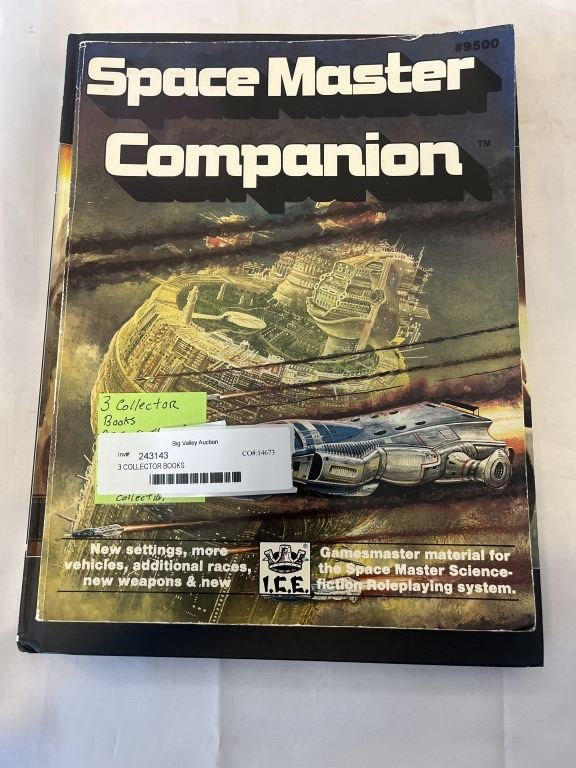 #9500
Space Master
Companion
TM
3 Collector
Books
Big Valley Auction
Inv# 243143 CO#:14673
3 COLLECTOR BOOKS
New settings, more
vehicles, additional races,
new weapons & new
I.C.E.
Gamesmaster material for
the Space Master Science-
fiction Roleplaying system.